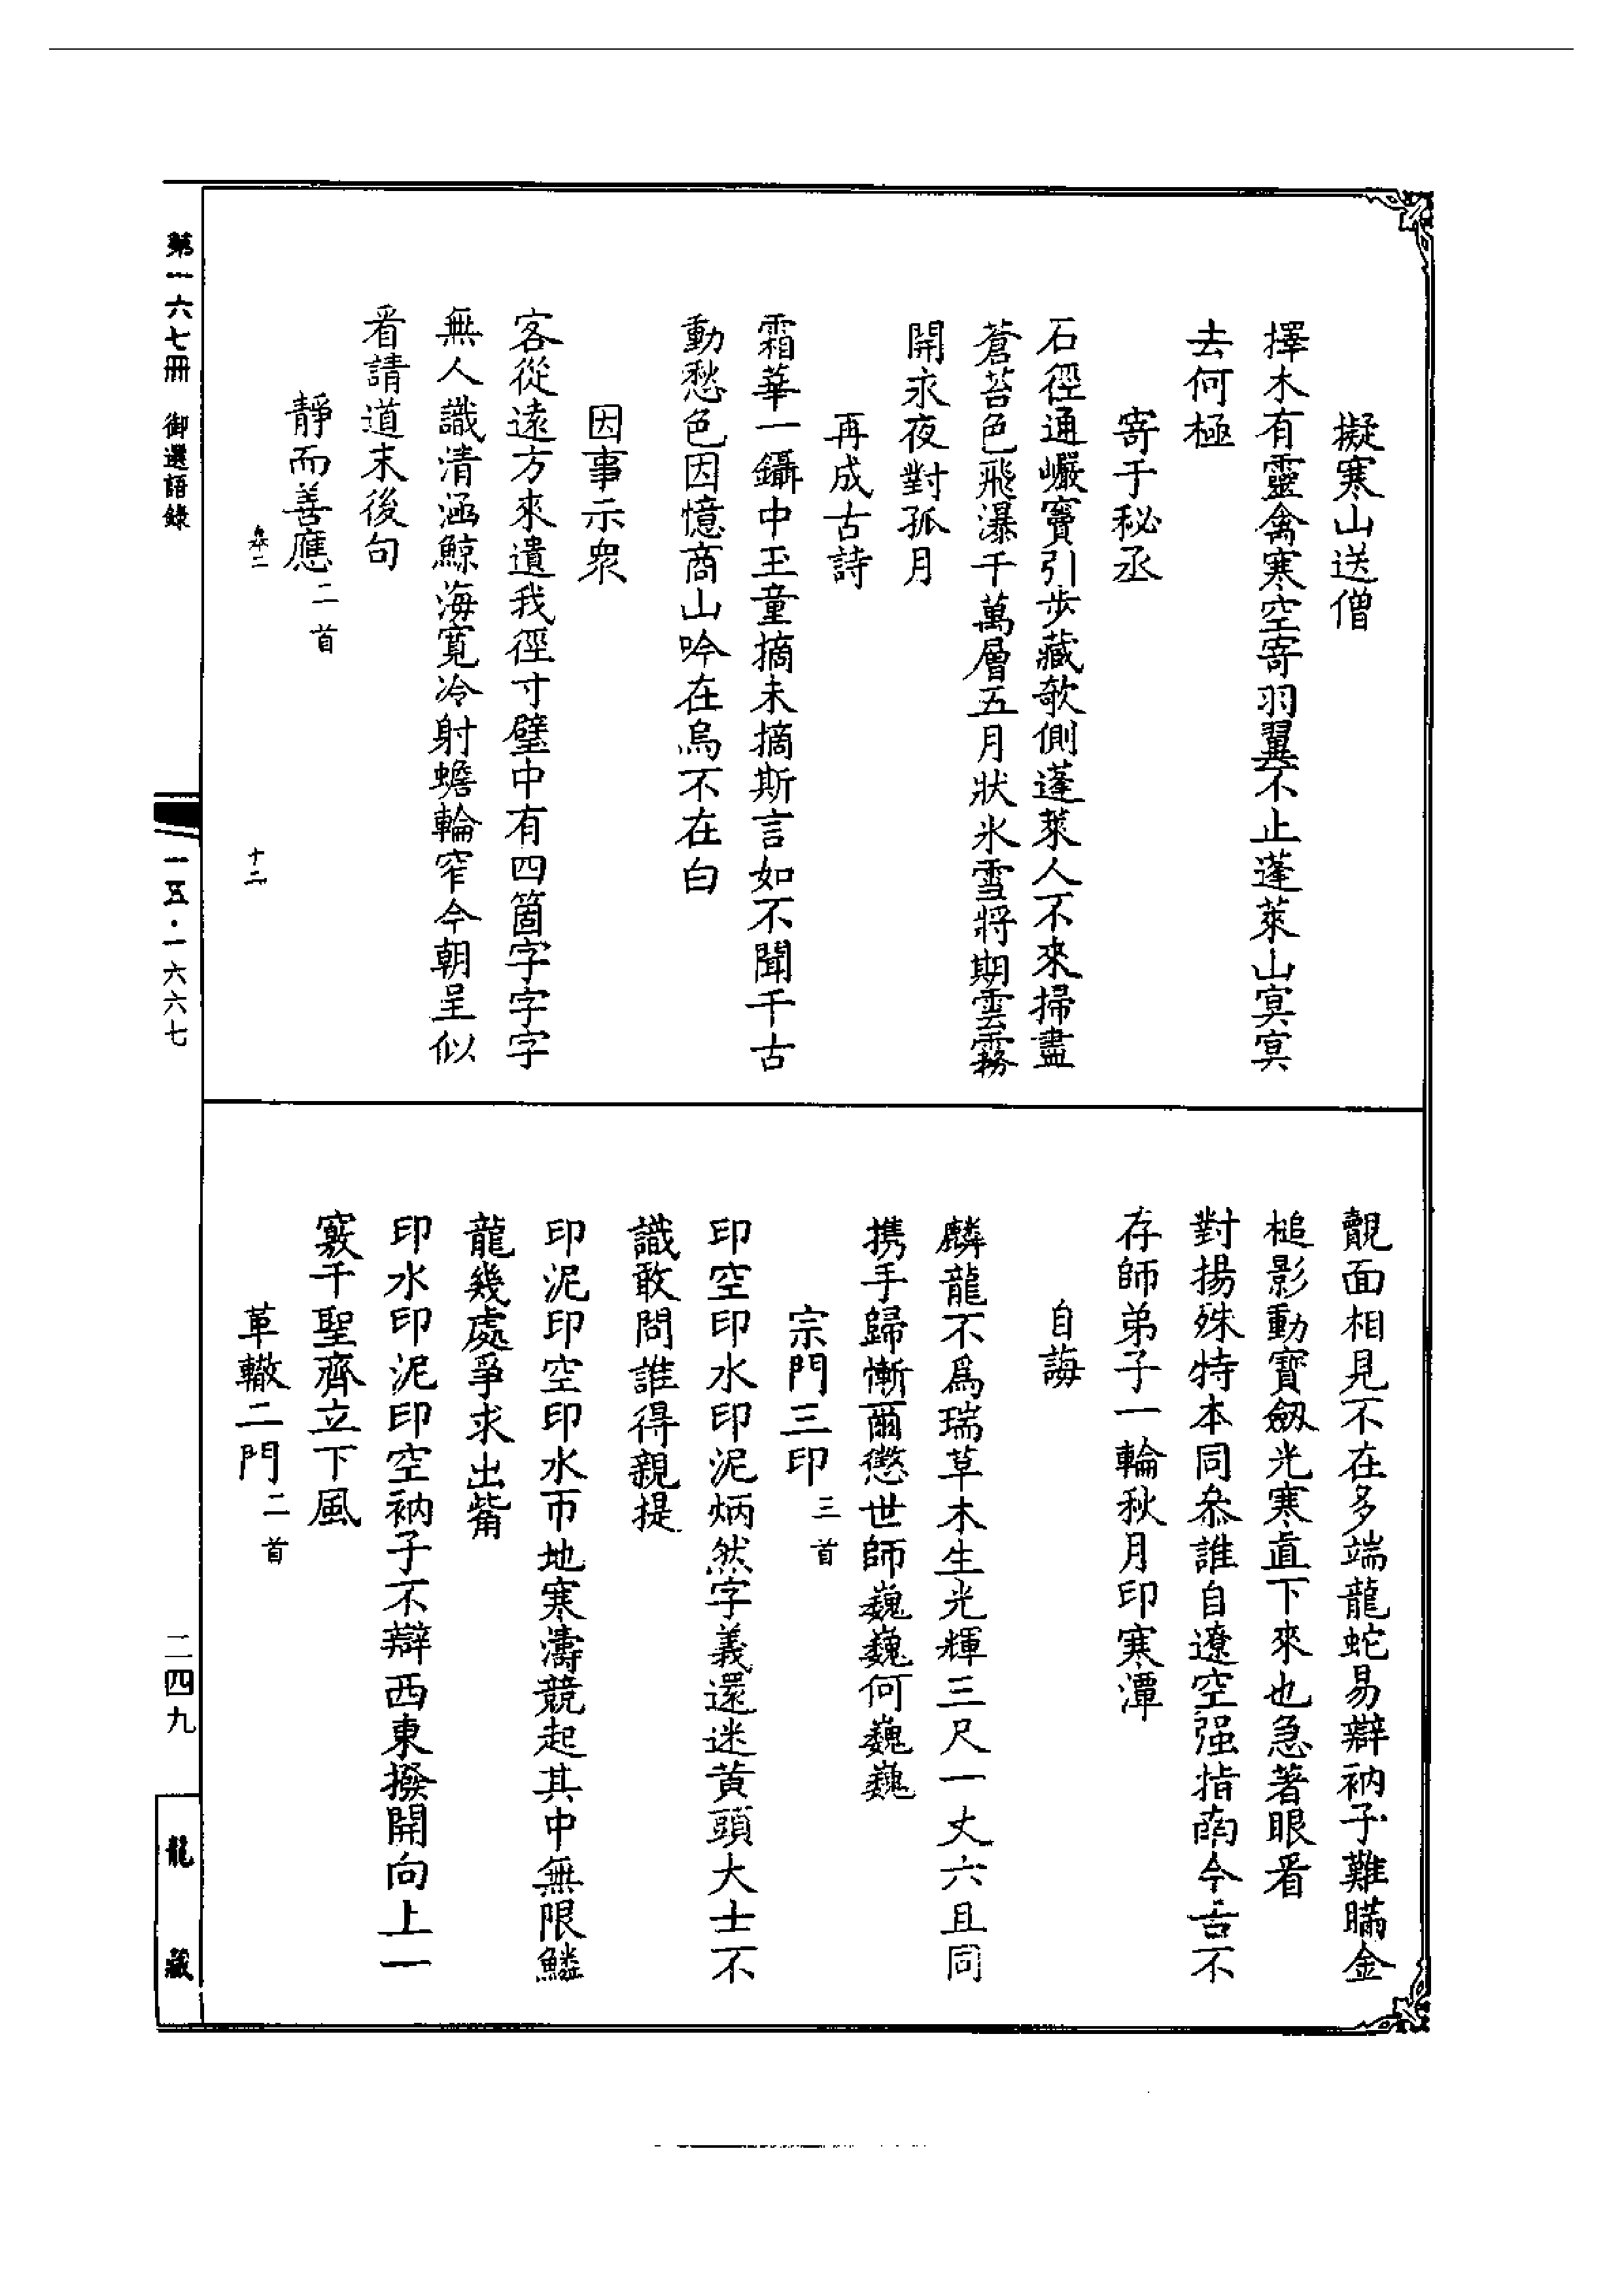 擬寒山送僧
擇木有靈禽寒空寄羽翼不止蓬萊山冥冥
去何極
寄于秘丞
石徑通巘竇引步藏欹側蓬萊人不來掃盡
蒼苔色飛瀑千萬層五月狀氷雪將期雲霧
開永夜對孤月
再成古詩
霜華一鑷中玉童摘未摘斯言如不聞千古
動愁色因憶商山吟在烏不在白
因事示眾
客從遠方來遺我徑寸璧中有四箇字字字
無人識清涵鯨海寬冷射蟾輪窄今朝呈似
看請道末後句
靜而善應二首
卷二 十二
覿面相見不在多端龍蛇易辯衲子難瞞金
槌影動寶劔光寒直下來也急著眼看
對揚殊特本同叅誰自遼空强指南今古不
存師弟子一輪秋月印寒潭
自誨
麟龍不爲瑞草木生光輝三尺一丈六且同
携手歸慚爾懲世師巍巍何巍巍
宗門三印三首
印空印水印泥炳然字義還迷黃頭大士不
識敢問誰得親提
印泥印空印水帀地寒濤競起其中無限鱗
龍幾處爭求出觜
印水印泥印空衲子不辯西東撥開向上一
竅千聖齊立下風
革轍二門二首
第一六七冊 御選語錄
一五·一六六七
二四九
龍藏